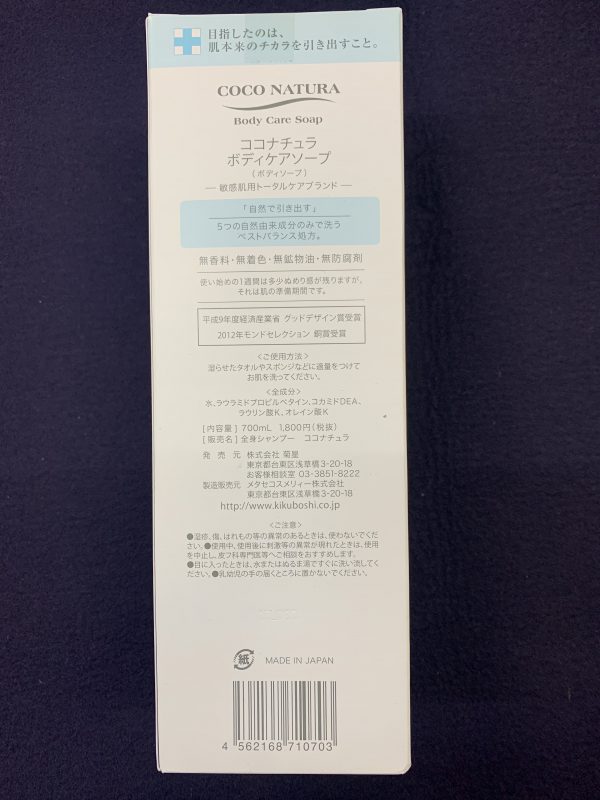 目指したのは、
肌本来のチカラを引き出すこと。
COCO NATURA
Body Care Soap
ココナチュラ
ボディケアソープ
（ボディソープ）
― 敏感肌用トータルケアブランド ―
「自然で引き出す」
5つの自然由来成分のみで洗う
ベストバランス処方。
無香料・無着色・無鉱物油・無防腐剤
使い始めの1週間は多少ぬめり感が残りますが、
それは肌の準備期間です。
平成9年度経済産業省 グッドデザイン賞受賞
2012年モンドセレクション 銅賞受賞
<ご使用方法>
湿らせたタオルやスポンジなどに適量をつけて
お肌を洗ってください。
<全成分>
水、ラウラミドプロピルベタイン、コカミドDEA、
ラウリン酸K、オレイン酸K
[ 内容量 ] 700mL 1,800円(税抜)
[ 販売名 ] 全身シャンプー ココナチュラ
発売元 株式会社 菊星
東京都台東区浅草橋3-20-18
お客様相談室 03-3851-8222
製造販売元 メタセコスメリィー株式会社
東京都台東区浅草橋3-20-18
http://www.kikuboshi.co.jp
<ご注意>
●湿疹、傷、はれもの等の異常のあるときは、使わないでくだ
さい。●使用中、使用後に刺激等の異常が現れたときは、使用
を中止し、皮フ科専門医等へご相談をおすすめします。
●目に入ったときは、水またはぬるま湯ですぐに洗い流してく
ださい。●乳幼児の手の届くところに置かないでください。
紙 MADE IN JAPAN
4 562168 710703